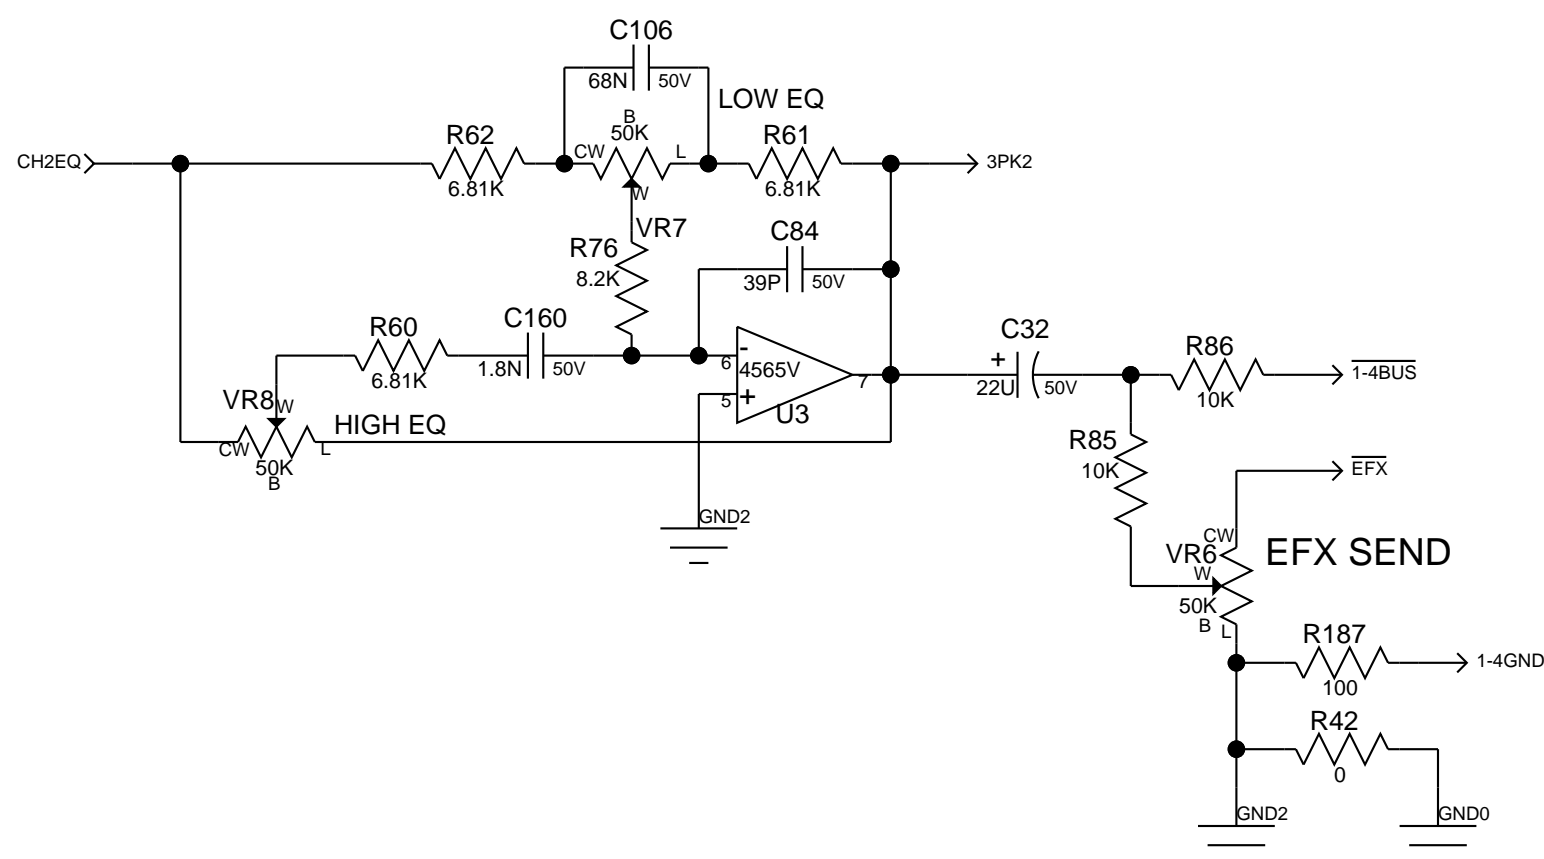 C106
68N
50V
LOW EQ
B
50K
R62
CW
L
R61
CH2EQ
3PK2
6.81K
W
6.81K
VR7
R76
8.2K
C84
39P
50V
C160
R60
1.8N
50V
6.81K
6
-
4565V
7
5
+
U3
C32
+
22U
50V
R86
1-4BUS
10K
VR8
W
HIGH EQ
CW
L
50K
B
R85
10K
EFX
GND2
CW
VR6
W
EFX SEND
50K
B
L
R187
1-4GND
100
R42
0
GND2
GND0